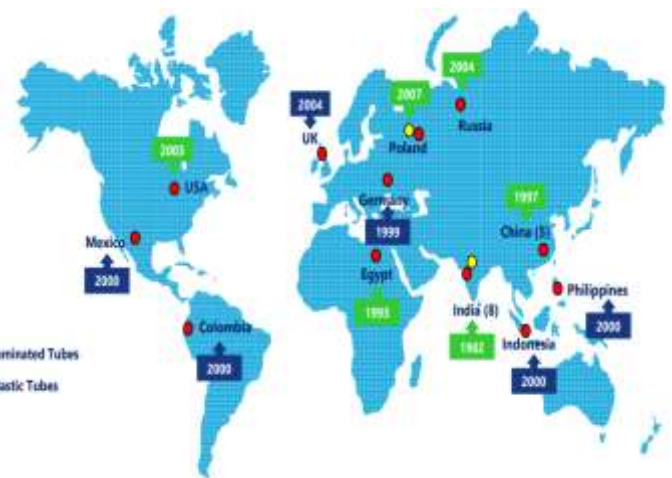 2004
2004
2007
UK
Russia
Poland
2003
USA
Germany
1997
1999
China (5)
Mexico
Egypt
2000
India (8)
Philippines
1993
Colombia
1982
2000
Indonesia
2000
2000
minated Tubes
astic Tubes